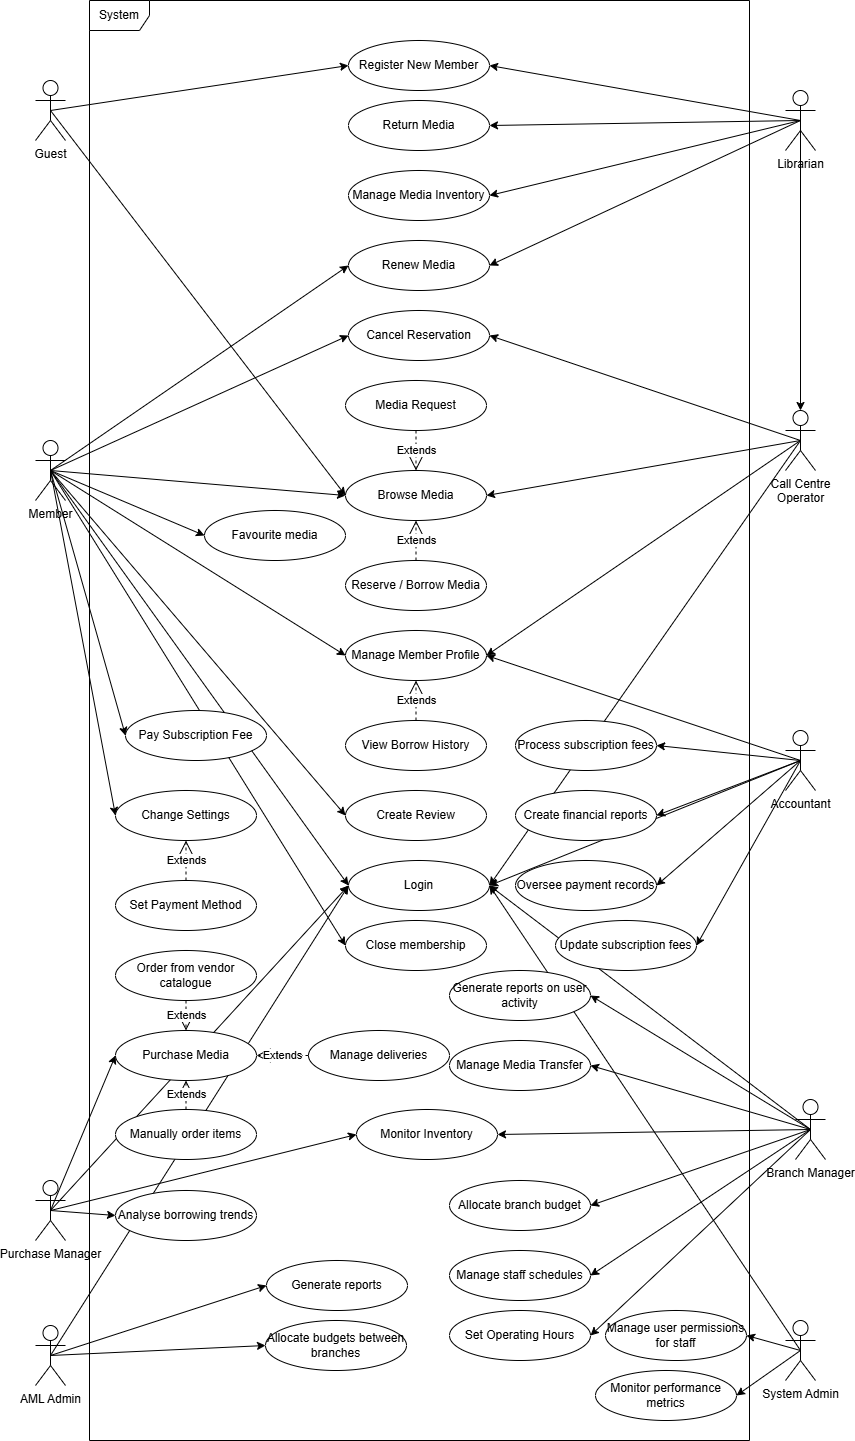 System
Register New Member
Return Media
Guest
Librarian
Manage Media Inventory
Renew Media
Cancel Reservation
Media Request
Extends
Browse Media
Call Centre
Operator
Member
Favourite media
Extends
Reserve / Borrow Media
Manage Member Profile
Extends
Pay Subscription Fee
View Borrow History
Process subscription fees
Accountant
Change Settings
Create Review
Create financial reports
Extends
Login
Oversee payment records
Set Payment Method
Close membership
Update subscription fees
Order from vendor
catalogue
Generate reports on user
activity
Extends
Purchase Media
Extends
Manage deliveries
Manage Media Transfer
Extends
Manually order items
Monitor Inventory
Branch Manager
Allocate branch budget
Analyse borrowing trends
Purchase Manager
Manage staff schedules
Generate reports
Allocate budgets between
branches
Set Operating Hours
Manage user permissions
for staff
AML Admin
System Admin
Monitor performance
metrics